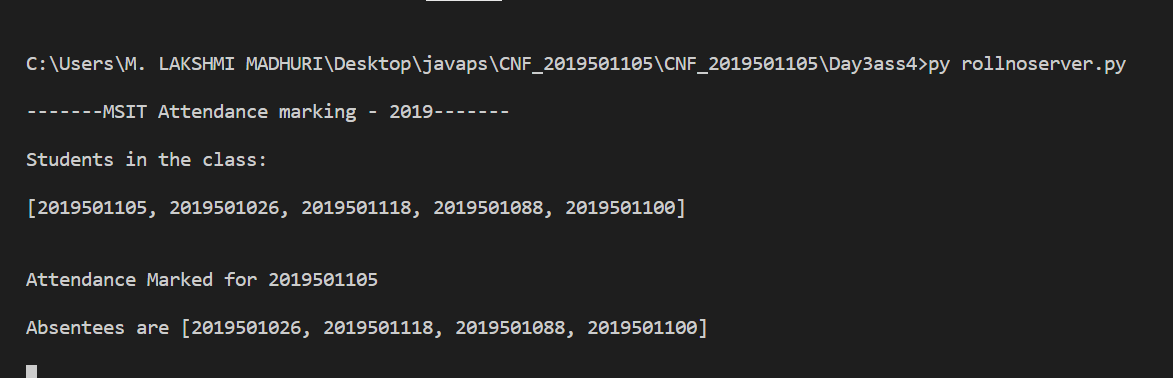 C:\Users\M. LAKSHMI MADHURI\Desktop\javaps\CNF_2019501105\CNF_2019501105\Day3ass4>py rollnoserver.py
-------MSIT Attendance marking - 2019-------
Students in the class:
[2019501105, 2019501026, 2019501118, 2019501088, 2019501100]
Attendance Marked for 2019501105
Absentees are [2019501026, 2019501118, 2019501088, 2019501100]